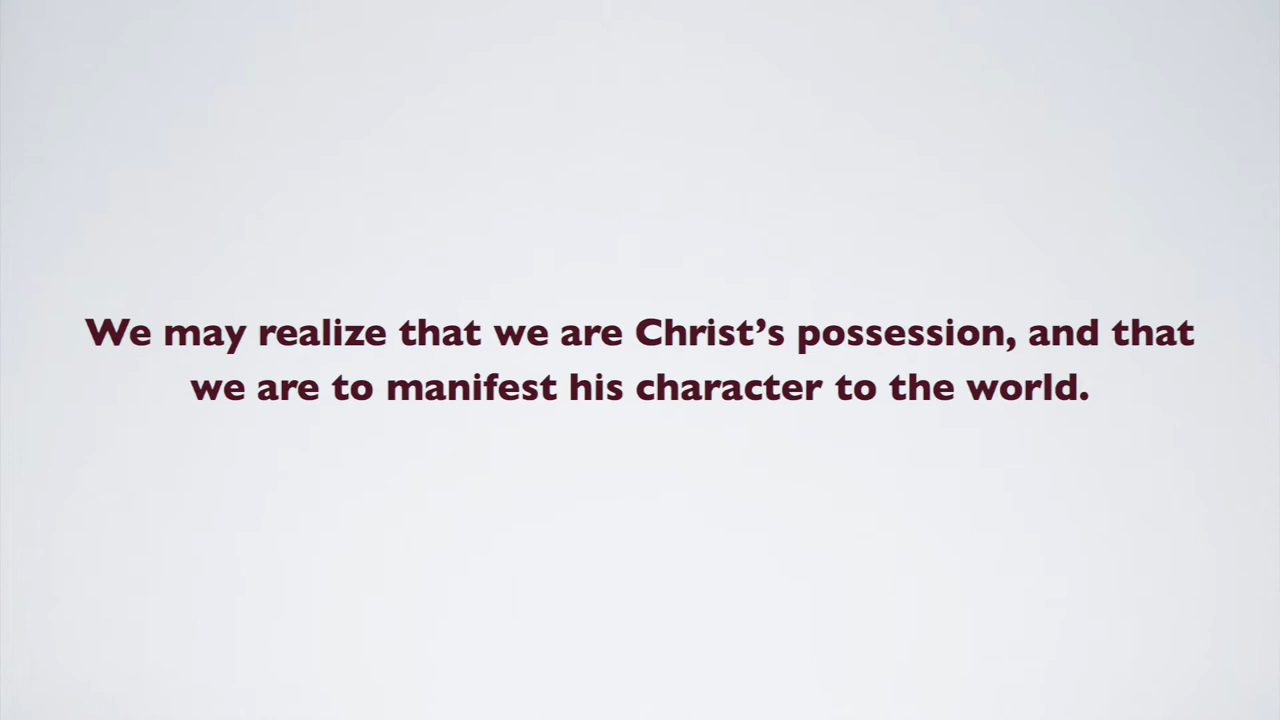 We may realize that we are Christ’s possession, and that
we are to manifest his character to the world.